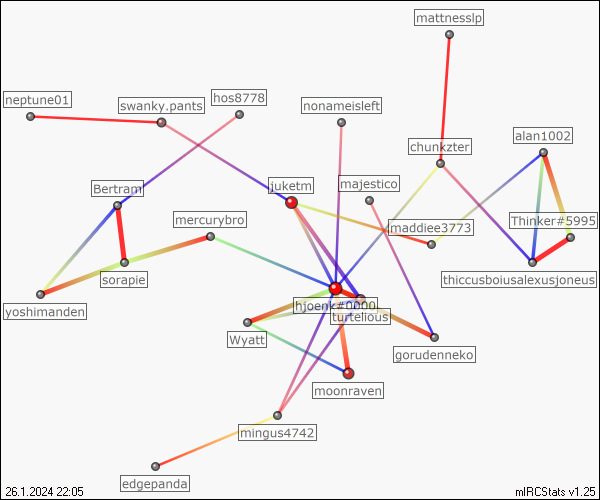 mattnesslp
neptune01
swanky.pants
hos8778
nonameisleft
alan1002
chunkzter
Bertram
juketm
majestico
mercurybro
maddiee3773
Thinker#5995
sorapie
thiccusboiusalexusjoneus
yoshimanden
hjoenk#0000
turtelious
Wyatt
gorudenneko
moonraven
mingus4742
edgepanda
26.1.2024 22:05
mIRCStats v1.25